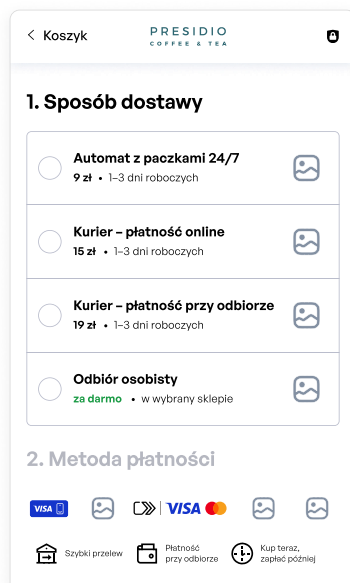 Koszyk
PRESIDIO
COFFEE & TEA
1. Sposób dostawy
Automat z paczkami 24/7
9 zł • 1–3 dni roboczych
Kurier – płatność online
15 zł • 1–3 dni roboczych
Kurier – płatność przy odbiorze
19 zł • 1–3 dni roboczych
Odbiór osobisty
za darmo • w wybrany sklepie
2. Metoda płatności
VISA
VISA
Szybki przelew
Płatność
przy odbiorze
Kup teraz,
zapłać później